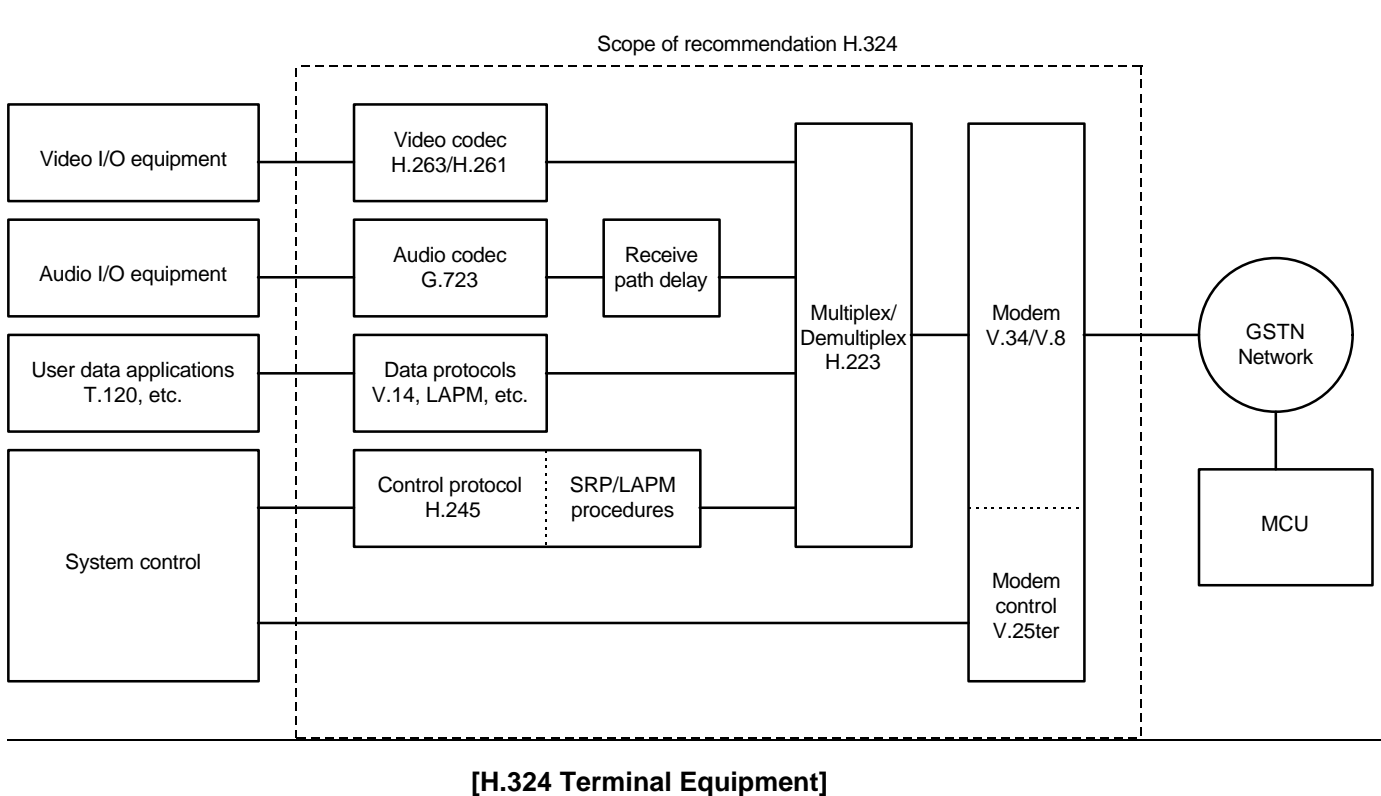 Scope of recommendation H.324
Video I/O equipment
Video codec
H.263/H.261
Audio I/O equipment
Audio codec
G.723
Receive
path delay
User data applications
T.120, etc.
Data protocols
V.14, LAPM, etc.
System control
Control protocol
H.245
SRP/LAPM
procedures
Multiplex/
Demultiplex
H.223
Modem
V.34/V.8
Modem
control
V.25ter
GSTN
Network
MCU
[H.324 Terminal Equipment]